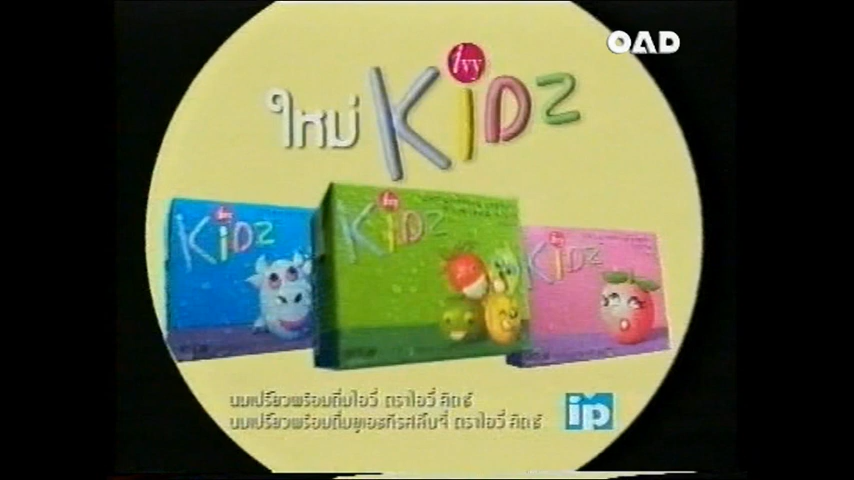 OAD
Ivy
ใหม่ KiDZ
Ivy
KiDZ
Ivy
KiDZ
Ivy
KiDZ
นมเปรี้ยวพร้อมดื่มไอวี่ ตราไอวี่ คิดซ์
นมเปรี้ยวพร้อมดื่มยูเอชทีรสลิ้นจี่ ตราไอวี่ คิดซ์
ip